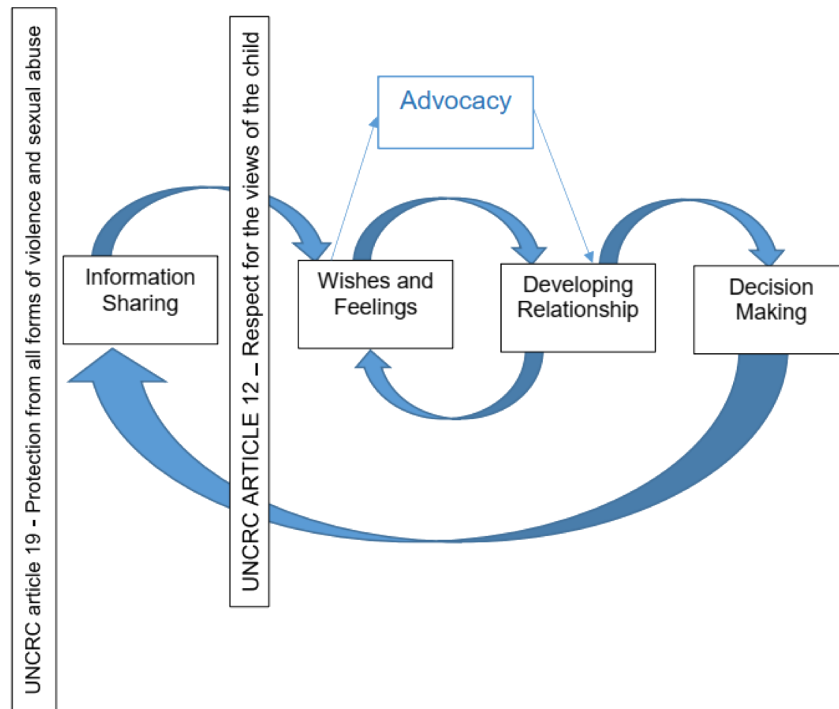 UNCRC article 19 - Protection from all forms of violence and sexual abuse
UNCRC ARTICLE 12 – Respect for the views of the child
Advocacy
Information
Sharing
Wishes and
Feelings
Developing
Relationship
Decision
Making